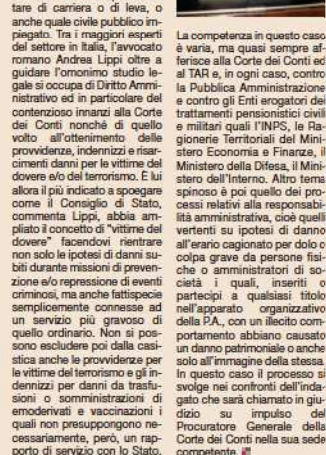 tare di carriera o di leva, o
anche quale civile pubblico im-
piegato. Tra i maggiori esperti
del settore in Italia, l'avvocato
romano Andrea Lippi oltre a
guidare l'omonimo studio le-
gale si occupa di Diritto Ammi-
nistrativo ed in particolare del
contenzioso innanzi alla Corte
dei Conti nonché di quello
volto all'ottenimento delle
provvidenze, indennizzi e risar-
cimenti danni per le vittime del
dovere e/o del terrorismo. È lui
allora il più indicato a spoegare
come il Consiglio di Stato,
commenta Lippi, abbia am-
pliato il concetto di "vittime del
dovere" facendovi rientrare
non solo le ipotesi di danni su-
biti durante missioni di preven-
zione e/o repressione di eventi
criminosi, ma anche fattispecie
semplicemente connesse ad
un servizio più gravoso di
quello ordinario. Non si pos-
sono escludere poi dalla casi-
stica anche le provvidenze per
le vittime del terrorismo e gli in-
dennizzi per danni da trasfu-
sioni o somministrazioni di
emoderivati e vaccinazioni i
quali non presuppongono ne-
cessariamente, però, un rap-
porto di servizio con lo Stato.
La competenza in questo caso
è varia, ma quasi sempre af-
ferisce alla Corte dei Conti ed
al TAR e, in ogni caso, contro
la Pubblica Amministrazione
e contro gli Enti erogatori dei
trattamenti pensionistici civili
e militari quali l'INPS, le Ra-
gionerie Territoriali del Mini-
stero Economia e Finanze, il
Ministero della Difesa, il Mini-
stero dell'Interno. Altro tema
spinoso è poi quello dei pro-
cessi relativi alla responsabi-
lità amministrativa, cioè quelli
vertenti su ipotesi di danno
all'erario cagionato per dolo o
colpa grave da persone fisi-
che o amministratori di so-
cietà i quali, inseriti o
partecipi a qualsiasi titolo
nell'apparato organizzativo
della P.A., con un illecito com-
portamento abbiano causato
un danno patrimoniale o anche
solo all'immagine della stessa.
In questo caso il processo si
svolge nei confronti dell'inda-
gato che sarà chiamato in giu-
dizio su impulso del
Procuratore Generale della
Corte dei Conti nella sua sede
competente.